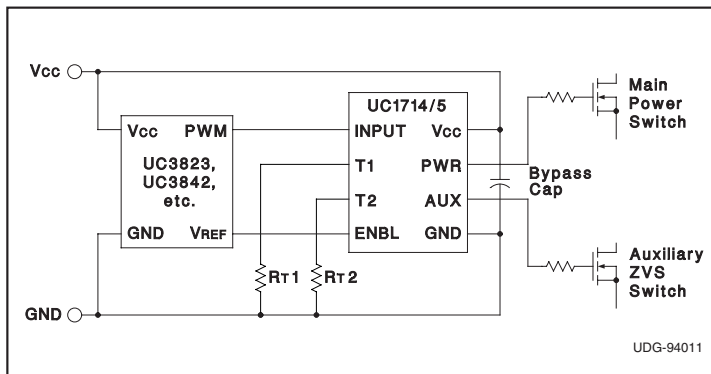 Vcc
UC1714/5
Main
Power
Switch
Vcc PWM
INPUT Vcc
UC3823,
UC3842,
etc.
T1 PWR
Bypass
Cap
T2 AUX
GND VREF
ENBL GND
RT1 RT2
Auxiliary
ZVS
Switch
GND
UDG-94011